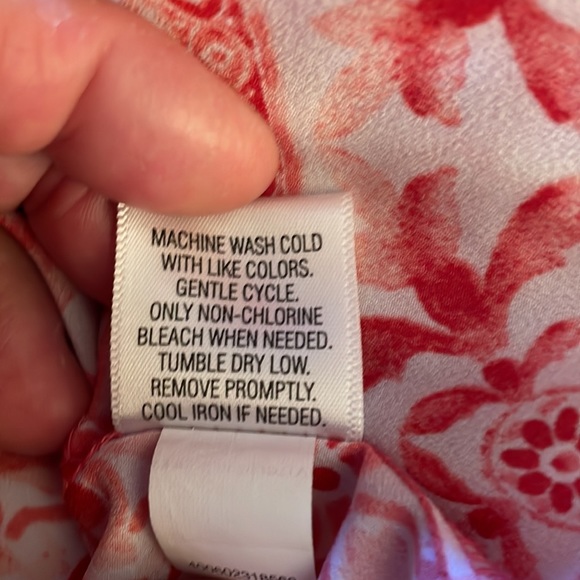 MACHINE WASH COLD
WITH LIKE COLORS.
GENTLE CYCLE.
ONLY NON-CHLORINE
BLEACH WHEN NEEDED.
TUMBLE DRY LOW.
REMOVE PROMPTLY.
COOL IRON IF NEEDED.